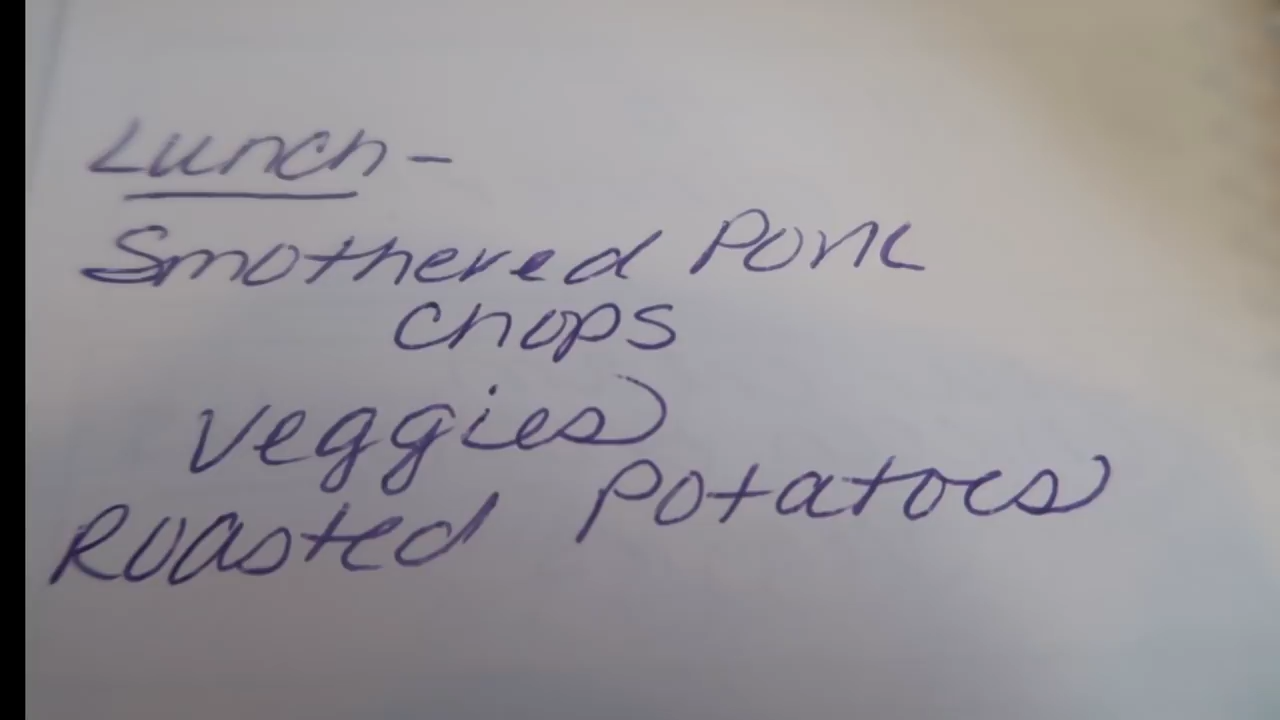 Lunch -
Smothered Pork
Chops
Veggies
Roasted Potatoes